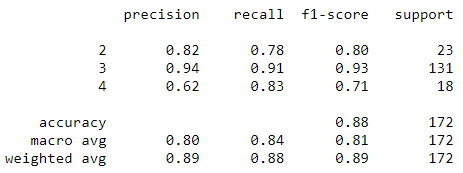 precision recall f1-score support
2 0.82 0.78 0.80 23
3 0.94 0.91 0.93 131
4 0.62 0.83 0.71 18
accuracy 0.88 172
macro avg 0.80 0.84 0.81 172
weighted avg 0.89 0.88 0.89 172